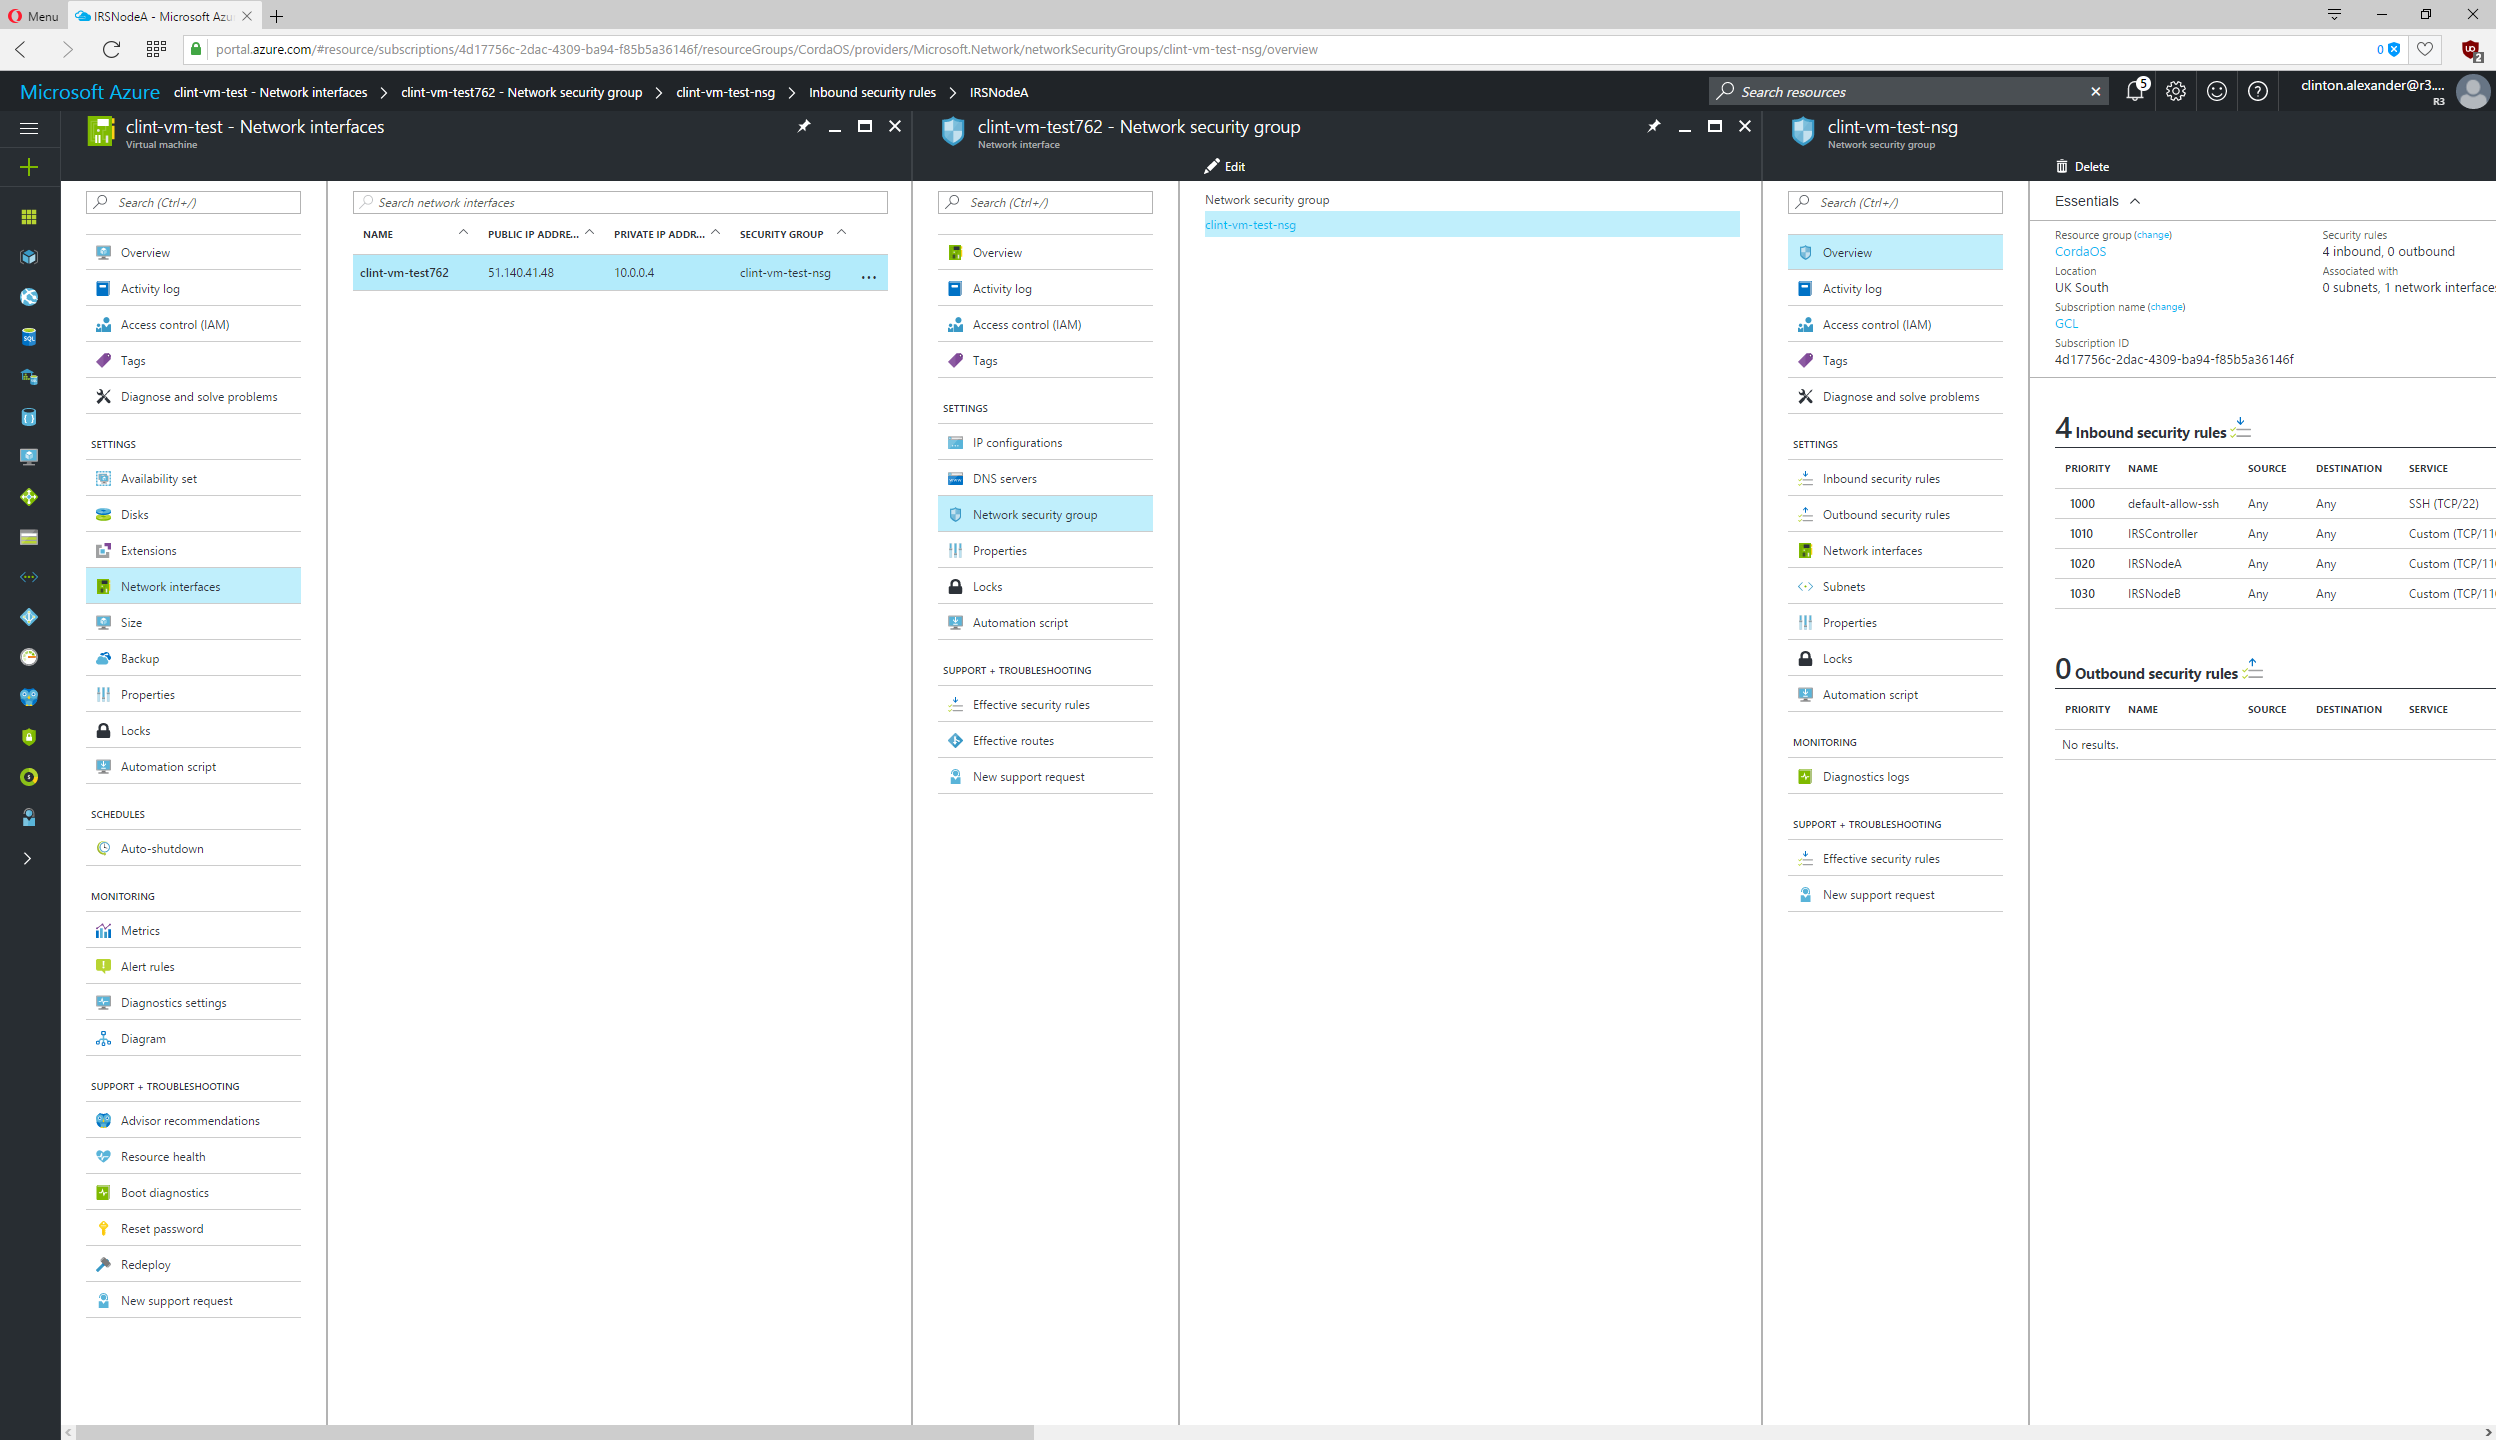 Menu
IRSNodeA - Microsoft Azu
portal.azure.com/#resource/subscriptions/4d17756c-2dac-4309-ba94-f85b5a36146f/resourceGroups/CordaOS/providers/Microsoft.Network/networkSecurityGroups/clint-vm-test-nsg/overview
0
2
Microsoft Azure clint-vm-test - Network interfaces > clint-vm-test762 - Network security group > clint-vm-test-nsg > Inbound security rules > IRSNodeA
Search resources
5
clinton.alexander@r3....
R3
clint-vm-test - Network interfaces
Virtual machine
Search (Ctrl+/)
Overview
Activity log
Access control (IAM)
Tags
Diagnose and solve problems
SETTINGS
Availability set
Disks
Extensions
Network interfaces
Size
Backup
Properties
Locks
Automation script
SCHEDULES
Auto-shutdown
MONITORING
Metrics
Alert rules
Diagnostics settings
Diagram
SUPPORT + TROUBLESHOOTING
Advisor recommendations
Resource health
Boot diagnostics
Reset password
Redeploy
New support request
Search network interfaces
NAME PUBLIC IP ADDRE... PRIVATE IP ADDR... SECURITY GROUP
clint-vm-test762 51.140.41.48 10.0.0.4 clint-vm-test-nsg ...
clint-vm-test762 - Network security group
Network interface
Edit
Search (Ctrl+/)
Overview
Activity log
Access control (IAM)
Tags
SETTINGS
IP configurations
DNS servers
Network security group
Properties
Locks
Automation script
SUPPORT + TROUBLESHOOTING
Effective security rules
Effective routes
New support request
Network security group
clint-vm-test-nsg
clint-vm-test-nsg
Network security group
Delete
Search (Ctrl+/)
Overview
Activity log
Access control (IAM)
Tags
Diagnose and solve problems
SETTINGS
Inbound security rules
Outbound security rules
Network interfaces
Subnets
Properties
Locks
Automation script
MONITORING
Diagnostics logs
SUPPORT + TROUBLESHOOTING
Effective security rules
New support request
Essentials
Resource group (change)
CordaOS
Location
UK South
Subscription name (change)
GCL
Subscription ID
4d17756c-2dac-4309-ba94-f85b5a36146f
Security rules
4 inbound, 0 outbound
Associated with
0 subnets, 1 network interfaces
4 Inbound security rules
PRIORITY NAME SOURCE DESTINATION SERVICE
1000 default-allow-ssh Any Any SSH (TCP/22)
1010 IRSController Any Any Custom (TCP/11
1020 IRSNodeA Any Any Custom (TCP/11
1030 IRSNodeB Any Any Custom (TCP/11
0 Outbound security rules
PRIORITY NAME SOURCE DESTINATION SERVICE
No results.